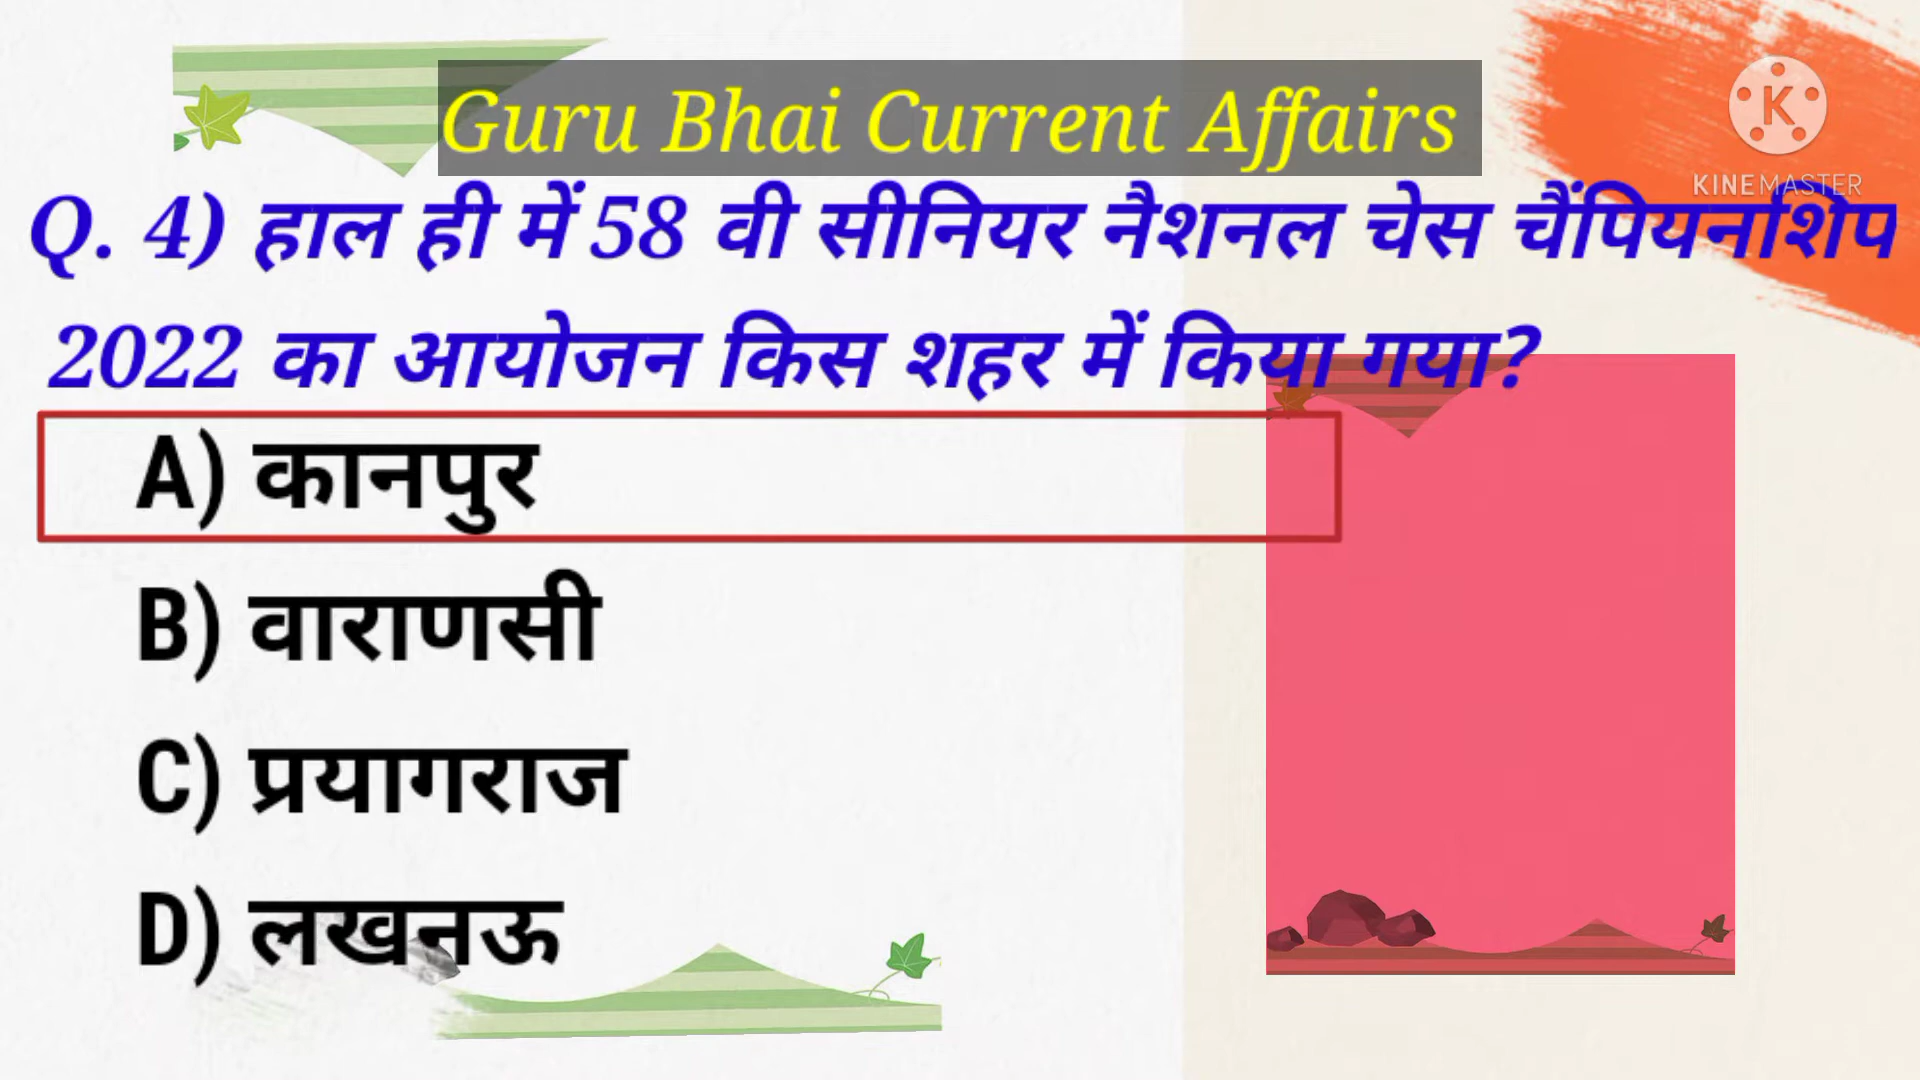 Guru Bhai Current Affairs
KINEMASTER
Q. 4) हाल ही में 58 वी सीनियर नैशनल चेस चैंपियनशिप
2022 का आयोजन किस शहर में किया गया?
A) कानपुर
B) वाराणसी
C) प्रयागराज
D) लखनऊ